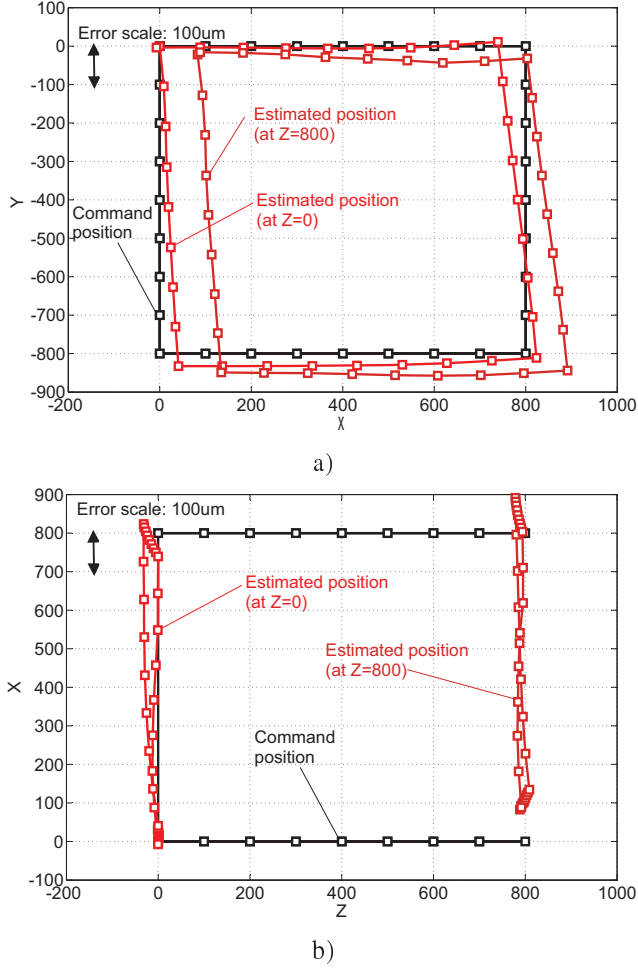 100
Error scale: 100um
0
-100
-200
Estimated position
(at Z=800)
-300
Y
-400
Command
position
Estimated position
(at Z=0)
-500
-600
-700
-800
-900
-200
0
200
400
600
800
1000
X
a)
900
Error scale: 100um
800
700
Estimated position
(at Z=0)
600
500
Estimated position
(at Z=800)
X
400
300
Command
position
200
100
0
-100
-200
0
200
400
600
800
1000
Z
b)